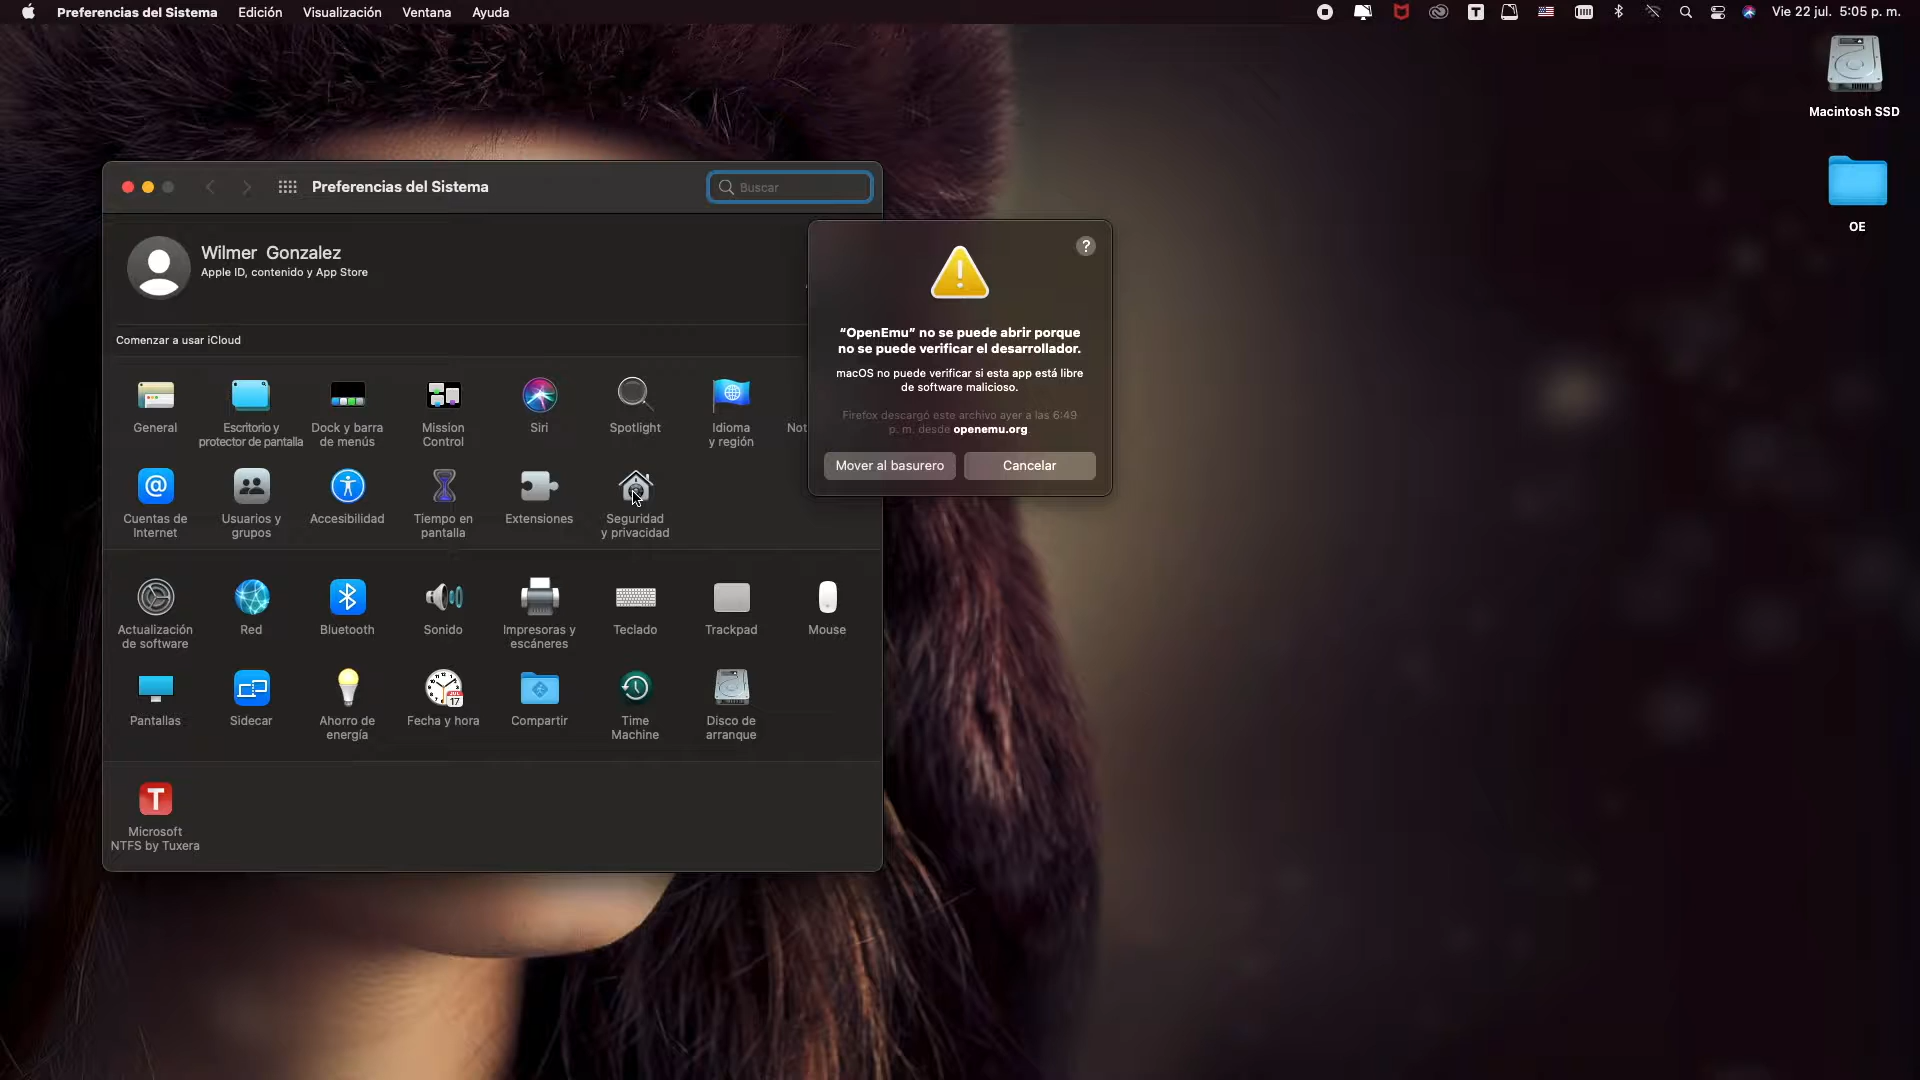 Preferencias del Sistema Edición Visualización Ventana Ayuda
Vie 22 jul. 5:05 p. m.
Macintosh SSD
OE
Preferencias del Sistema
Buscar
Wilmer Gonzalez
Apple ID, contenido y App Store
Comenzar a usar iCloud
General
Escritorio y
protector de pantalla
Dock y barra
de menús
Mission
Control
Siri
Spotlight
Idioma
y región
Not
Cuentas de
Internet
Usuarios y
grupos
Accesibilidad
Tiempo en
pantalla
Extensiones
Seguridad
y privacidad
Actualización
de software
Red
Bluetooth
Sonido
Impresoras y
escáneres
Teclado
Trackpad
Mouse
Pantallas
Sidecar
Ahorro de
energía
JUL
17
Fecha y hora
Compartir
Time
Machine
Disco de
arranque
T
Microsoft
NTFS by Tuxera
?
“OpenEmu” no se puede abrir porque
no se puede verificar el desarrollador.
macOS no puede verificar si esta app está libre
de software malicioso.
Firefox descargó este archivo ayer a las 6:49
p. m. desde openemu.org
Mover al basurero
Cancelar